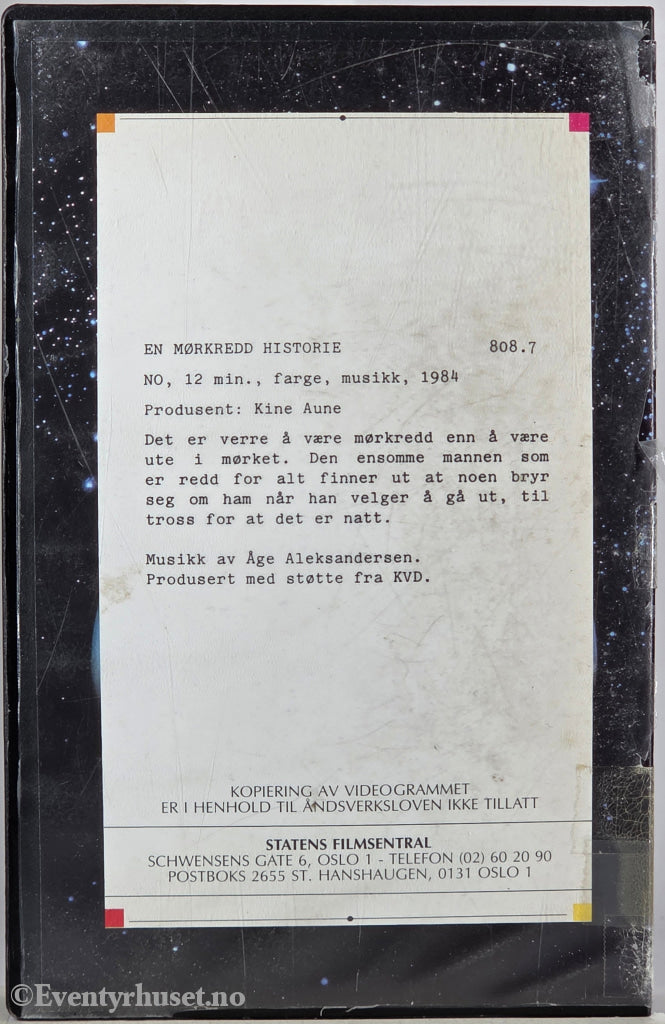 EN MØRKREDD HISTORIE 808.7
NO, 12 min., farge, musikk, 1984
Produsent: Kine Aune
Det er verre å være mørkredd enn å være
ute i mørket. Den ensomme mannen som
er redd for alt finner ut at noen bryr
seg om ham når han velger å gå ut, til
tross for at det er natt.
Musikk av Åge Aleksandersen.
Produsert med støtte fra KVD.
KOPIERING AV VIDEOGRAMMET
ER I HENHOLD TIL ÅNDSVERKSLOVEN IKKE TILLATT
STATENS FILMSENTRAL
SCHWENSENS GATE 6, OSLO 1 - TELEFON (02) 60 20 90
POSTBOKS 2655 ST. HANSHAUGEN, 0131 OSLO 1
©Eventyrhuset.no